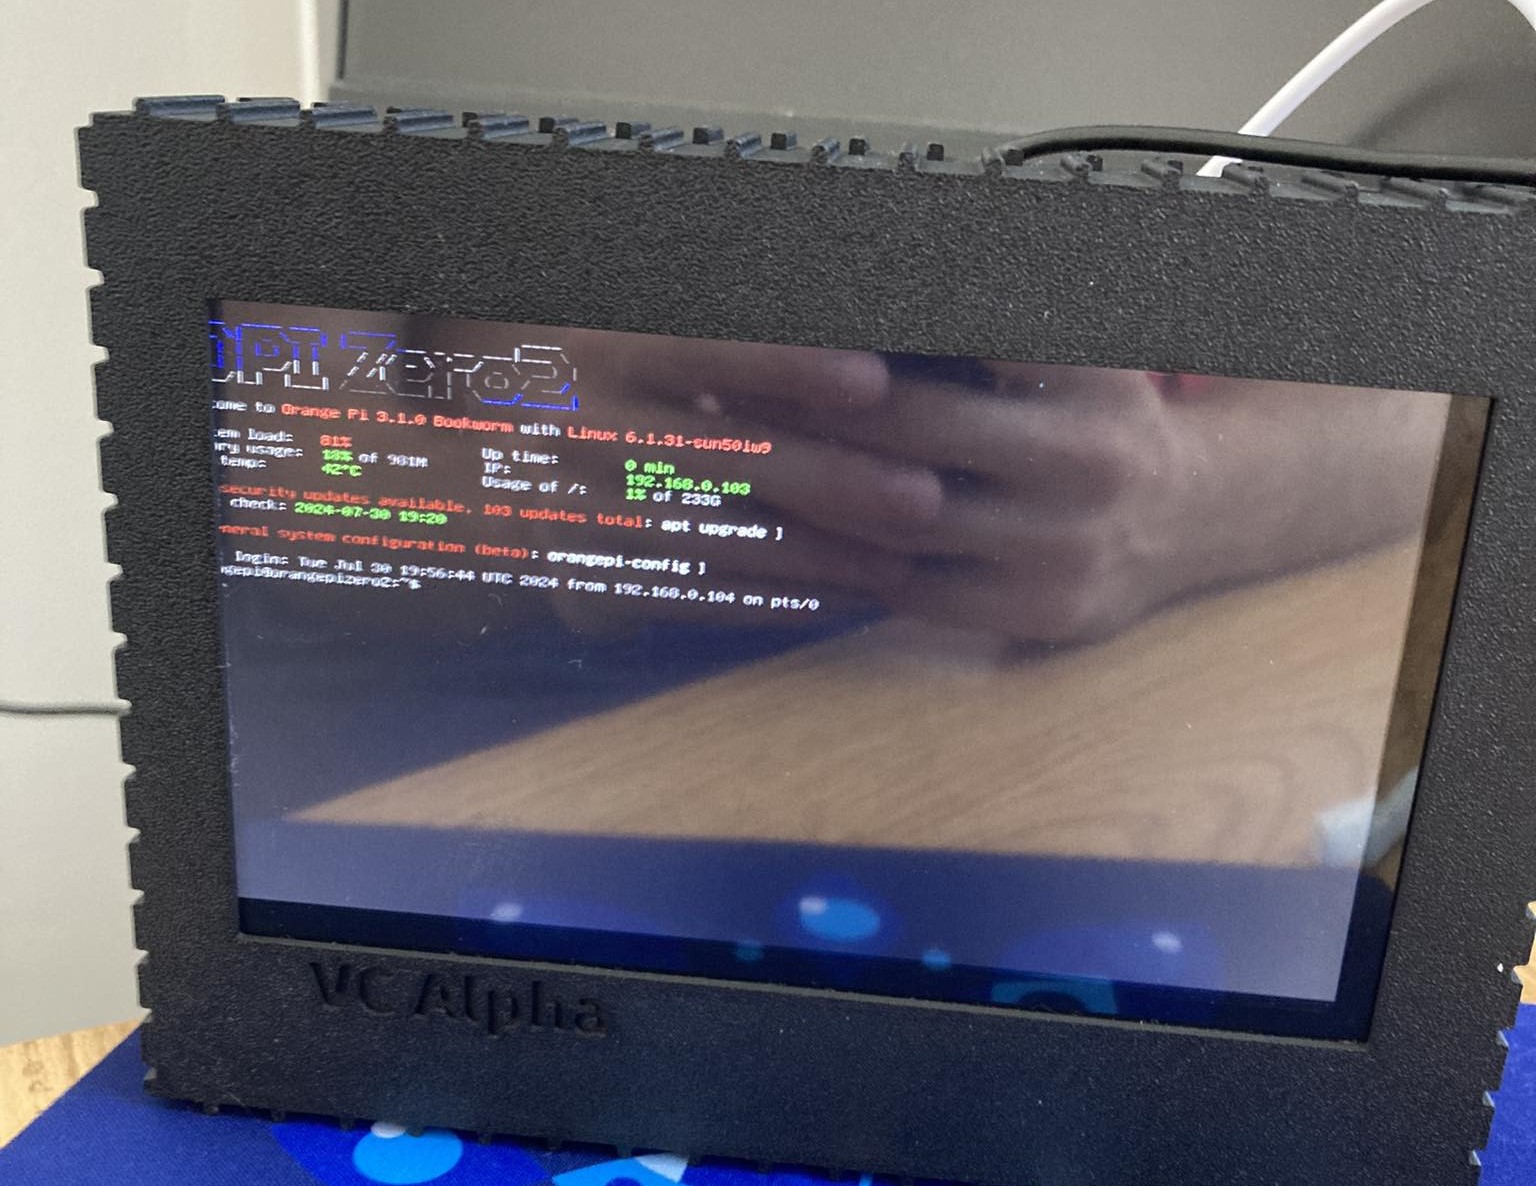 OPI Zero2
ome to Orange Pi 3.1.0 Bookworm with Linux 6.1.31-sun50iw9
em load: 81% Up time: 0 min
ry usage: 18% of 981M IP: 192.168.0.103
temp: 42°C Usage of /: 1% of 233G
security updates available, 103 updates total: apt upgrade ]
check: 2024-07-30 19:20
neral system configuration (beta): orangepi-config ]
login: Tue Jul 30 19:56:44 UTC 2024 from 192.168.0.104 on pts/0
ngepi@orangepizero2:~$
VC Alpha